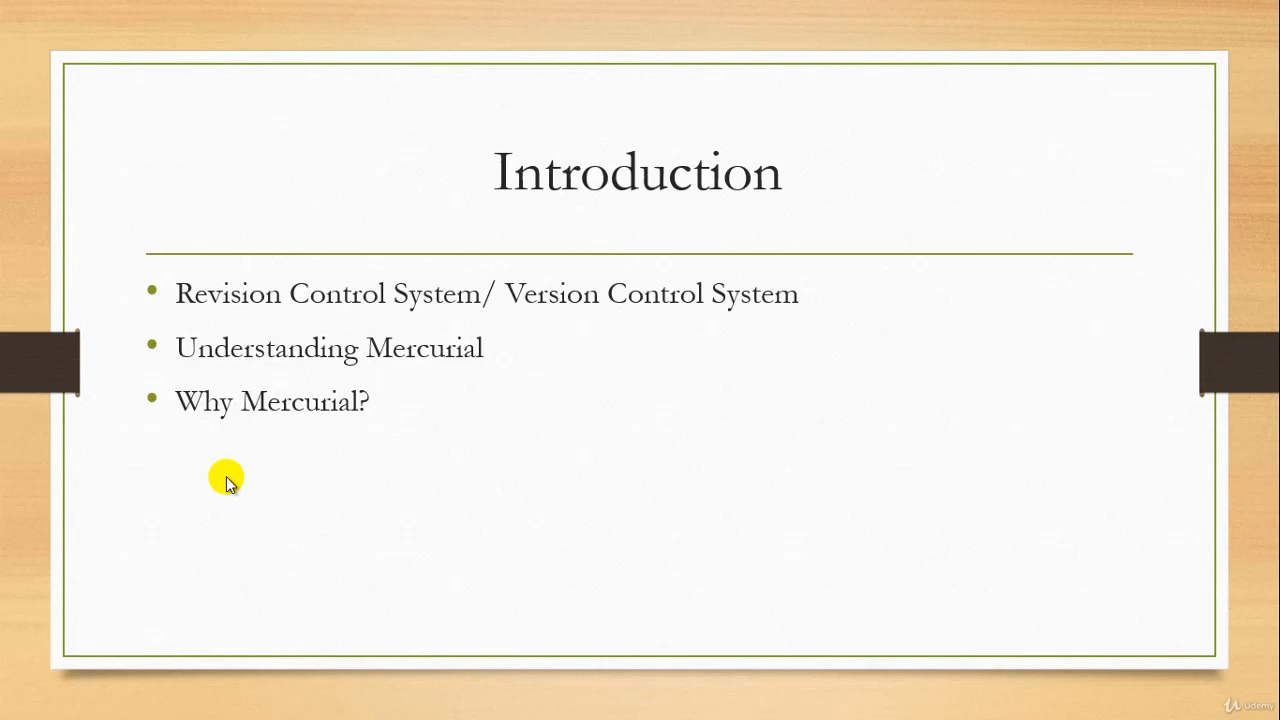 Introduction
Revision Control System/ Version Control System
Understanding Mercurial
Why Mercurial?
Udemy